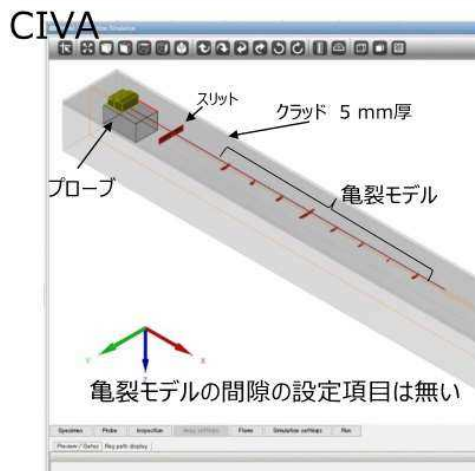 CIVA
スリット
クラッド 5 mm厚
プローブ
亀裂モデル
Y
X
亀裂モデルの間隙の設定項目は無い
Specimen Probe Inspection Array settings Flaws Simulation settings Run